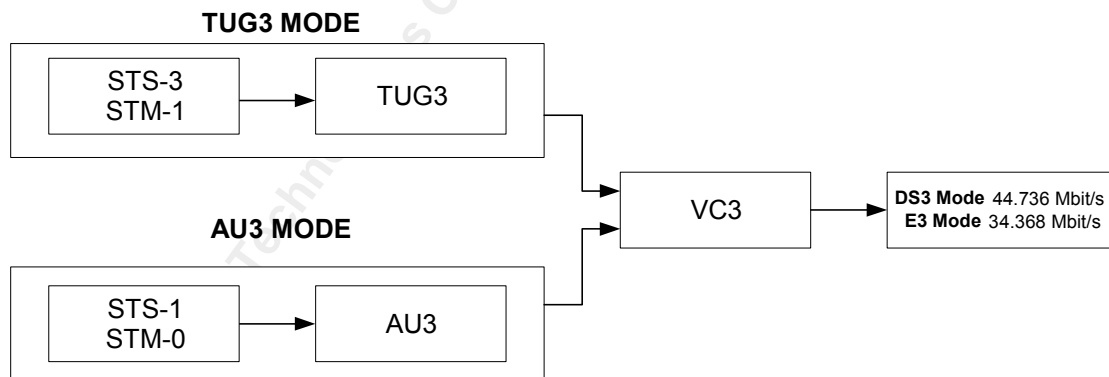 TUG3 MODE
STS-3
STM-1
TUG3
AU3 MODE
STS-1
STM-0
AU3
VC3
DS3 Mode 44.736 Mbit/s
E3 Mode 34.368 Mbit/s